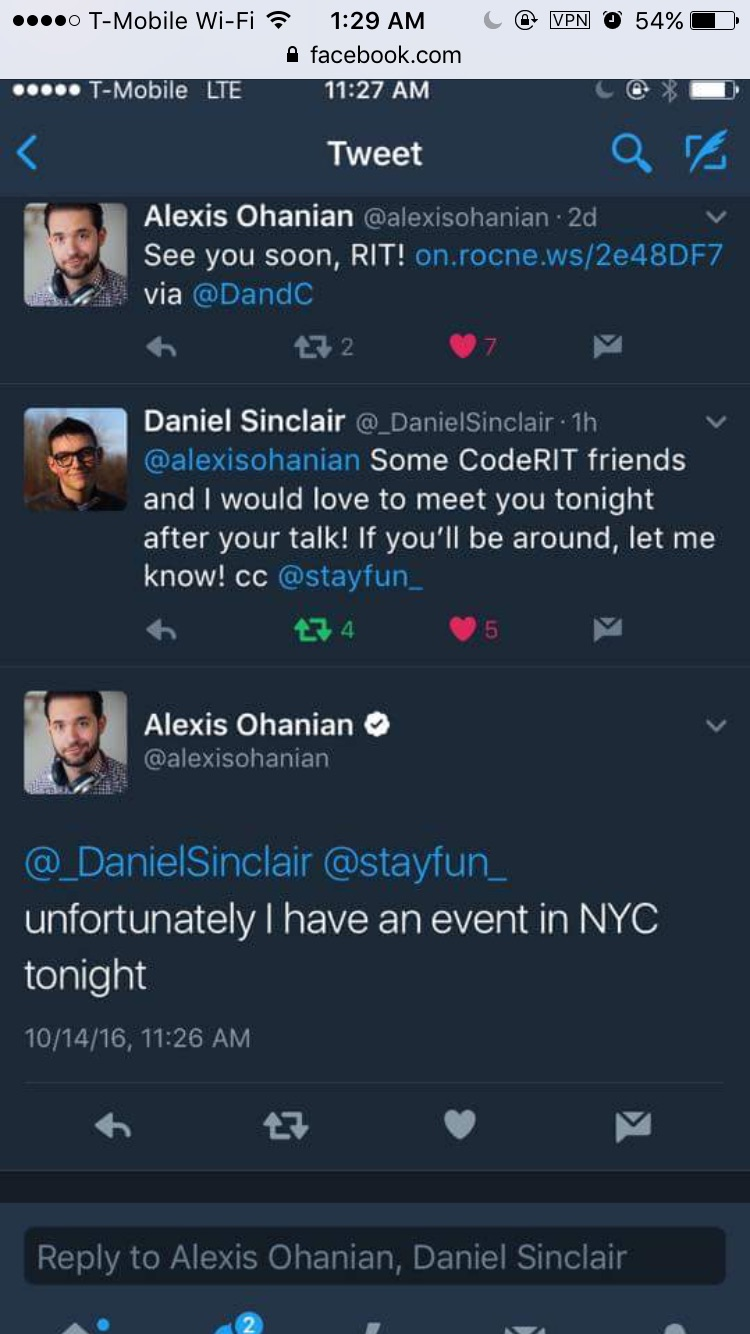 T-Mobile Wi-Fi 1:29 AM VPN 54%
facebook.com
T-Mobile LTE 11:27 AM
Tweet
Alexis Ohanian @alexisohanian · 2d
See you soon, RIT! on.rocne.ws/2e48DF7
via @DandC
2 7
Daniel Sinclair @_DanielSinclair · 1h
@alexisohanian Some CodeRIT friends
and I would love to meet you tonight
after your talk! If you'll be around, let me
know! cc @stayfun_
4 5
Alexis Ohanian
@alexisohanian
@_DanielSinclair @stayfun_
unfortunately I have an event in NYC
tonight
10/14/16, 11:26 AM
Reply to Alexis Ohanian, Daniel Sinclair
2